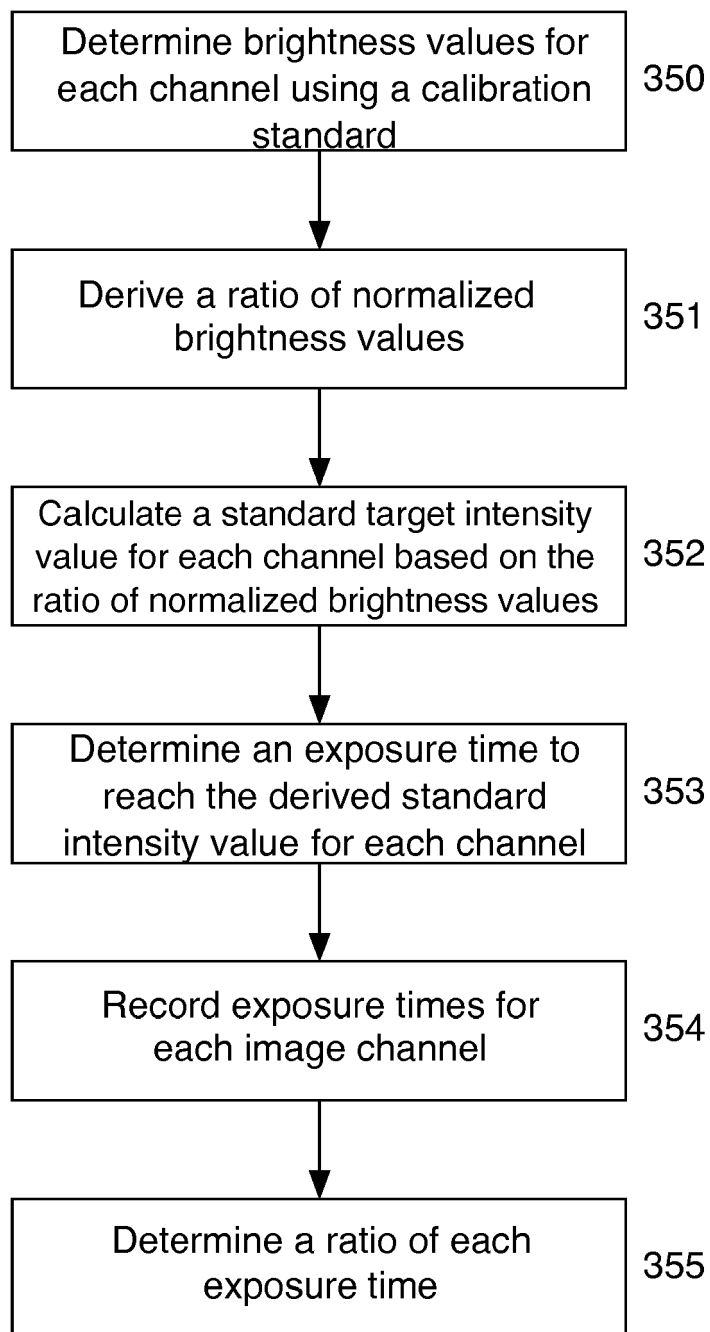 Determine brightness values for
each channel using a calibration
standard
350
Derive a ratio of normalized
brightness values
351
Calculate a standard target intensity
value for each channel based on the
ratio of normalized brightness values
352
Determine an exposure time to
reach the derived standard
intensity value for each channel
353
Record exposure times for
each image channel
354
Determine a ratio of each
exposure time
355